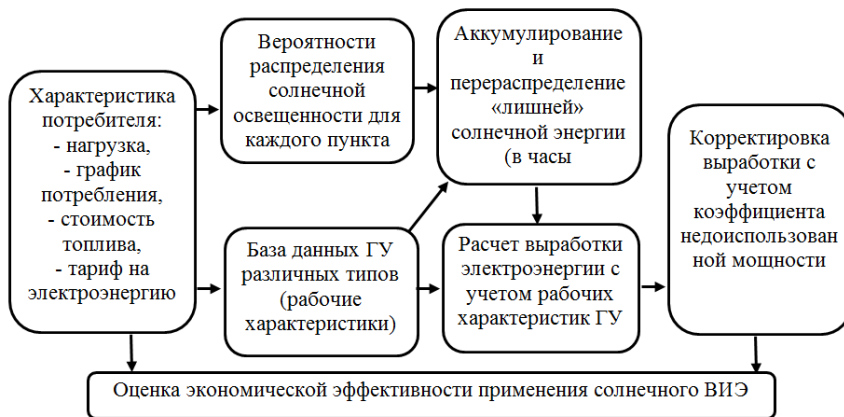 Характеристика
потребителя:
- нагрузка,
- график
потребления,
- стоимость
топлива,
- тариф на
электроэнергию
Вероятности
распределения
солнечной
освещенности для
каждого пункта
Аккумулирование
и
перераспределение
«лишней»
солнечной энергии
(в часы
База данных ГУ
различных типов
(рабочие
характеристики)
Расчет выработки
электроэнергии с
учетом рабочих
характеристик ГУ
Корректировка
выработки с
учетом
коэффициента
недоиспользован
ной мощности
Оценка экономической эффективности применения солнечного ВИЭ